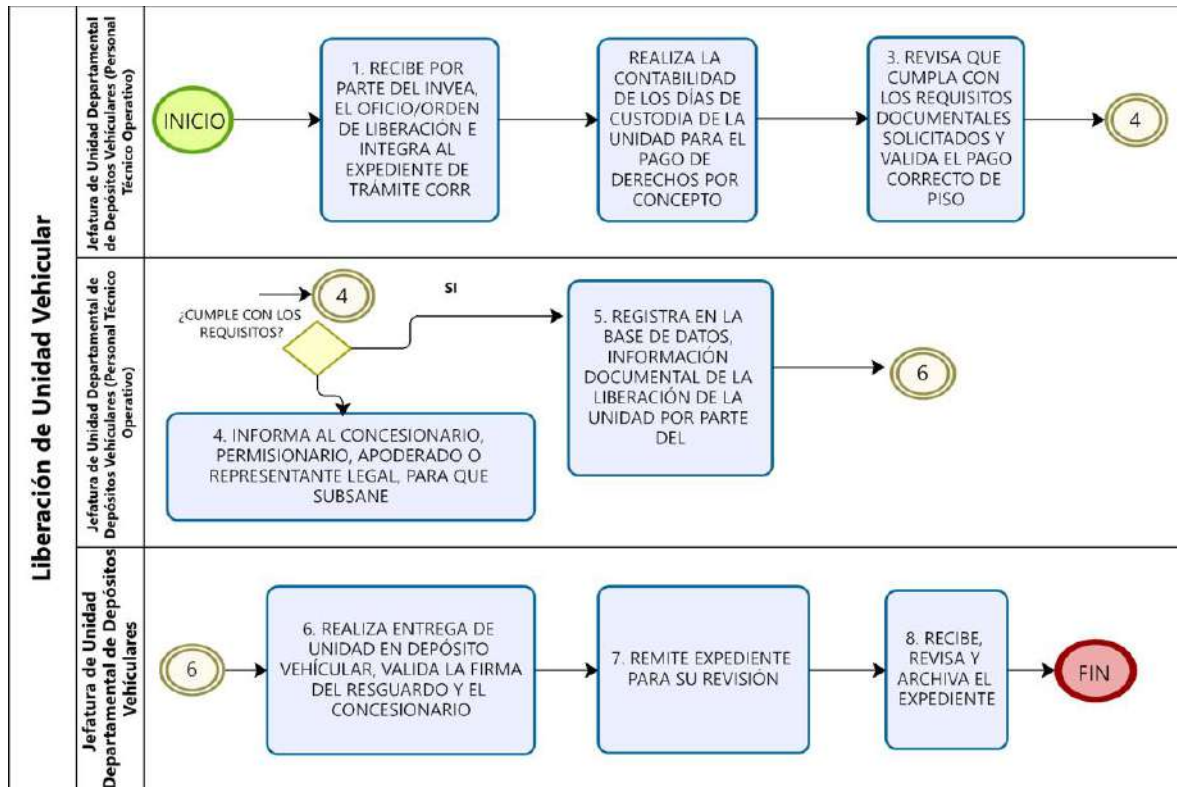 Liberación de Unidad Vehicular
Jefatura de Unidad Departamental
de Depósitos Vehículares (Personal
Técnico Operativo)
INICIO
1. RECIBE POR
PARTE DEL INVEA,
EL OFICIO/ORDEN
DE LIBERACIÓN E
INTEGRA AL
EXPEDIENTE DE
TRÁMITE CORR
REALIZA LA
CONTABILIDAD
DE LOS DÍAS DE
CUSTODIA DE LA
UNIDAD PARA EL
PAGO DE
DERECHOS POR
CONCEPTO
3. REVISA QUE
CUMPLA CON
LOS REQUISITOS
DOCUMENTALES
SOLICITADOS Y
VALIDA EL PAGO
CORRECTO DE
PISO
4
Jefatura de Unidad Departamental de
Depósitos Vehículares (Personal Técnico
Operativo)
4
¿CUMPLE CON LOS
REQUISITOS?
SI
4. INFORMA AL CONCESIONARIO,
PERMISIONARIO, APODERADO O
REPRESENTANTE LEGAL, PARA QUE
SUBSANE
5. REGISTRA EN LA
BASE DE DATOS,
INFORMACIÓN
DOCUMENTAL DE LA
LIBERACIÓN DE LA
UNIDAD POR PARTE
DEL
6
Jefatura de Unidad
Departamental de Depósitos
Vehiculares
6
6. REALIZA ENTREGA DE
UNIDAD EN DEPÓSITO
VEHÍCULAR, VALIDA LA FIRMA
DEL RESGUARDO Y EL
CONCESIONARIO
7. REMITE EXPEDIENTE
PARA SU REVISIÓN
8. RECIBE,
REVISA Y
ARCHIVA EL
EXPEDIENTE
FIN